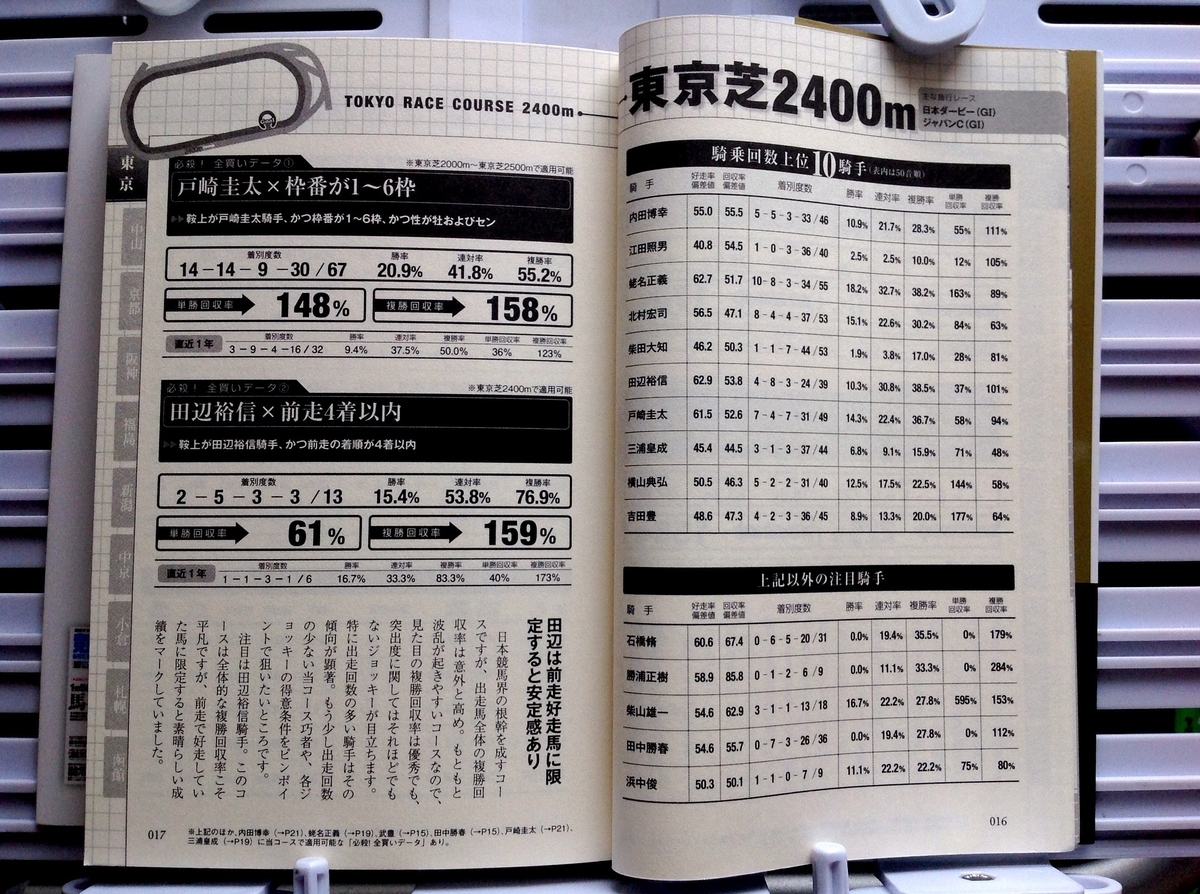 東京芝2400m
主な施行レース
日本ダービー(GI)
ジャパンC(GI)
騎乗回数上位10騎手(表内は50音順)
騎手 好走率偏差値 回収率偏差値 着別度数 勝率 連対率 複勝率 単勝回収率 複勝回収率
内田博幸 55.0 55.5 5-5-3-33/46 10.9% 21.7% 28.3% 55% 111%
江田照男 40.8 54.5 1-0-3-36/40 2.5% 2.5% 10.0% 12% 105%
蛯名正義 62.7 51.7 10-8-3-34/55 18.2% 32.7% 38.2% 163% 89%
北村宏司 56.5 47.1 8-4-4-37/53 15.1% 22.6% 30.2% 84% 63%
柴田大知 46.2 50.3 1-1-7-44/53 1.9% 3.8% 17.0% 28% 81%
田辺裕信 62.9 53.8 4-8-3-24/39 10.3% 30.8% 38.5% 37% 101%
戸崎圭太 61.5 52.6 7-4-7-31/49 14.3% 22.4% 36.7% 58% 94%
三浦皇成 45.4 44.5 3-1-3-37/44 6.8% 9.1% 15.9% 71% 48%
横山典弘 50.5 46.3 5-2-2-31/40 12.5% 17.5% 22.5% 144% 58%
吉田豊 48.6 47.3 4-2-3-36/45 8.9% 13.3% 20.0% 177% 64%
上記以外の注目騎手
騎手 好走率偏差値 回収率偏差値 着別度数 勝率 連対率 複勝率 単勝回収率 複勝回収率
石橋脩 60.6 67.4 0-6-5-20/31 0.0% 19.4% 35.5% 0% 179%
勝浦正樹 58.9 85.8 0-1-2-6/9 0.0% 11.1% 33.3% 0% 284%
柴山雄一 54.6 62.9 3-1-1-13/18 16.7% 22.2% 27.8% 595% 153%
田中勝春 54.6 55.7 0-7-3-26/36 0.0% 19.4% 27.8% 0% 112%
浜中俊 50.3 50.1 1-1-0-7/9 11.1% 22.2% 22.2% 75% 80%
016
TOKYO RACE COURSE 2400m
東京
中山
京都
阪神
福島
新潟
中京
小倉
札幌
函館
必殺! 全買いデータ①
※東京芝2000m～東京芝2500mで適用可能
戸崎圭太×枠番が1～6枠
鞍上が戸崎圭太騎手、かつ枠番が1～6枠、かつ性が牡およびセン
着別度数 勝率 連対率 複勝率
14-14-9-30/67 20.9% 41.8% 55.2%
単勝回収率 148% 複勝回収率 158%
着別度数 勝率 連対率 複勝率 単勝回収率 複勝回収率
直近1年 3-9-4-16/32 9.4% 37.5% 50.0% 36% 123%
必殺! 全買いデータ②
※東京芝2400mで適用可能
田辺裕信×前走4着以内
鞍上が田辺裕信騎手、かつ前走の着順が4着以内
着別度数 勝率 連対率 複勝率
2-5-3-3/13 15.4% 53.8% 76.9%
単勝回収率 61% 複勝回収率 159%
着別度数 勝率 連対率 複勝率 単勝回収率 複勝回収率
直近1年 1-1-3-1/6 16.7% 33.3% 83.3% 40% 173%
田辺は前走好走馬に限
定すると安定感あり
日本競馬界の根幹を成すコー
スですが、出走馬全体の複勝回
収率は意外と高め。もともと
波乱が起きやすいコースなので、
見た目の複勝回収率は優秀でも、
突出度に関してはそれほどでも
ないジョッキーが目立ちます。
特に出走回数の多い騎手はその
傾向が顕著。もう少し出走回数
の少ない当コース巧者や、各ジ
ョッキーの得意条件をピンポイ
ントで狙いたいところです。
注目は田辺裕信騎手。このコ
ースは全体的な複勝回収率こそ
平凡ですが、前走で好走してい
た馬に限定すると素晴らしい成
績をマークしていました。
※上記のほか、内田博幸(→P21)、蛯名正義(→P19)、武豊(→P15)、田中勝春(→P15)、戸崎圭太(→P21)、
三浦皇成(→P19)に当コースで適用可能な「必殺!全買いデータ」あり。
017